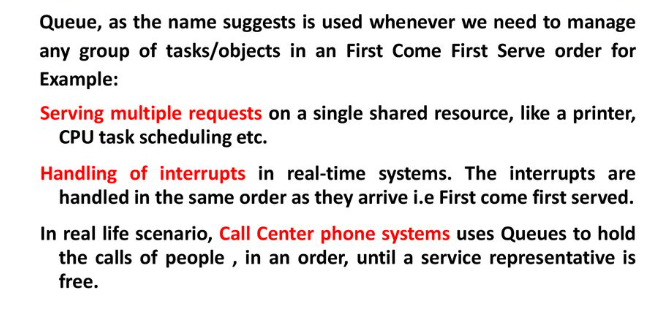 Queue, as the name suggests is used whenever we need to manage
any group of tasks/objects in an First Come First Serve order for
Example:
Serving multiple requests on a single shared resource, like a printer,
CPU task scheduling etc.
Handling of interrupts in real-time systems. The interrupts are
handled in the same order as they arrive i.e First come first served.
In real life scenario, Call Center phone systems uses Queues to hold
the calls of people , in an order, until a service representative is
free.